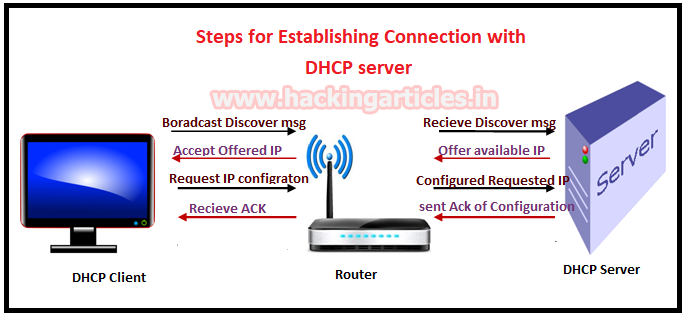 Steps for Establishing Connection with
DHCP server
www.hackingarticles.in
Boradcast Discover msg
Recieve Discover msg
Accept Offered IP
Offer available IP
Request IP configraton
Configured Requested IP
Recieve ACK
sent Ack of Configuration
Server
DHCP Client
Router
DHCP Server